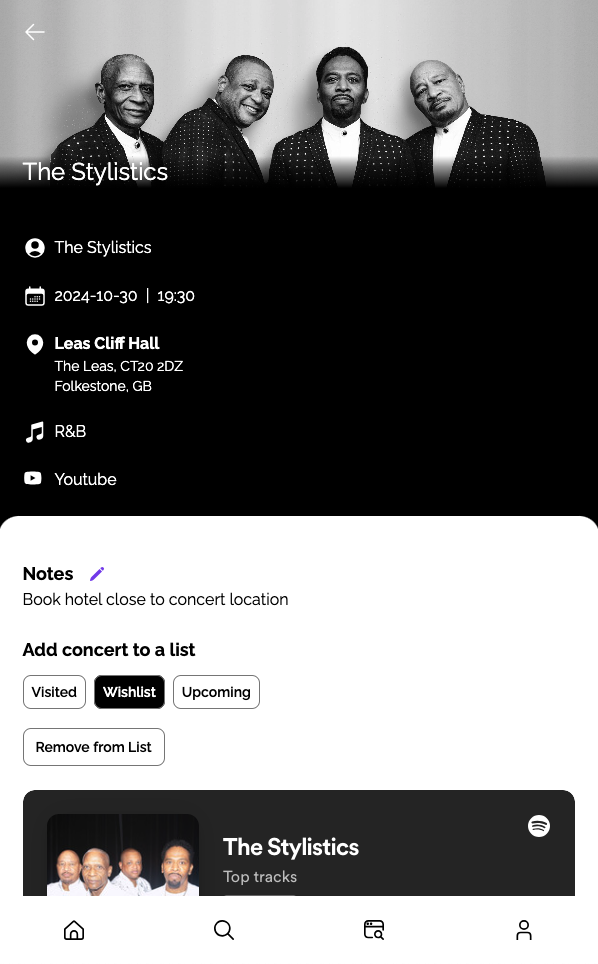 The Stylistics
The Stylistics
2024-10-30 | 19:30
Leas Cliff Hall
The Leas, CT20 2DZ
Folkestone, GB
R&B
Youtube
Notes
Book hotel close to concert location
Add concert to a list
Visited Wishlist Upcoming
Remove from List
The Stylistics
Top tracks